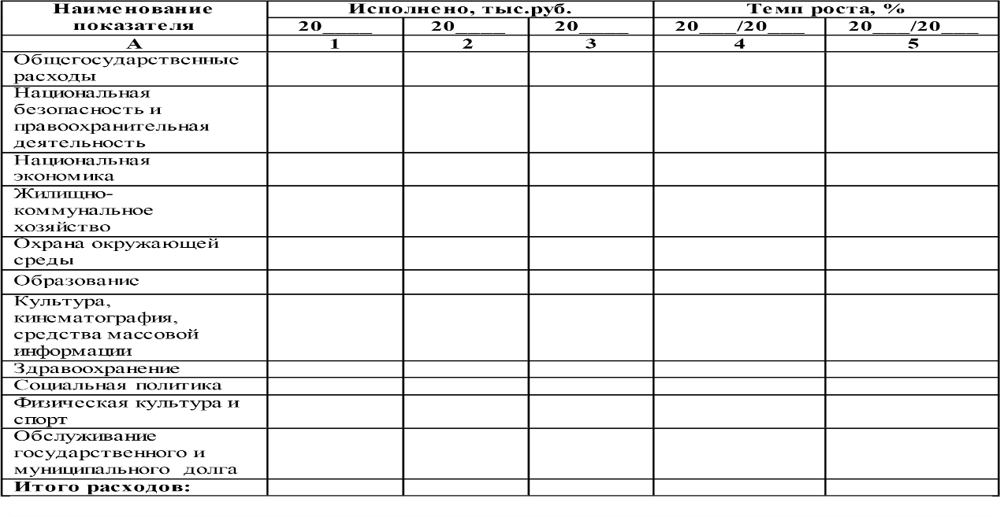 Наименование показателя Исполнено, тыс.руб. Темп роста, %
20____ 20____ 20____ 20___/20___ 20___/20___
А 1 2 3 4 5
Общегосударственные
расходы
Национальная
безопасность и
правоохранительная
деятельность
Национальная
экономика
Жилищно-
коммунальное
хозяйство
Охрана окружающей
среды
Образование
Культура,
кинематография,
средства массовой
информации
Здравоохранение
Социальная политика
Физическая культура и
спорт
Обслуживание
государственного и
муниципального долга
Итого расходов: